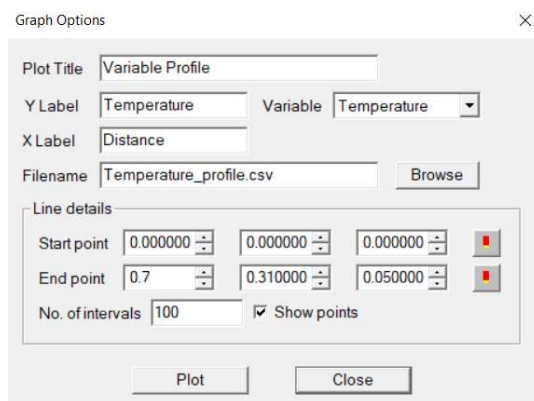 Graph Options
Plot Title Variable Profile
Y Label Temperature Variable Temperature
X Label Distance
Filename Temperature_profile.csv Browse
Line details
Start point 0.000000 0.000000 0.000000
End point 0.7 0.310000 0.050000
No. of intervals 100 Show points
Plot Close